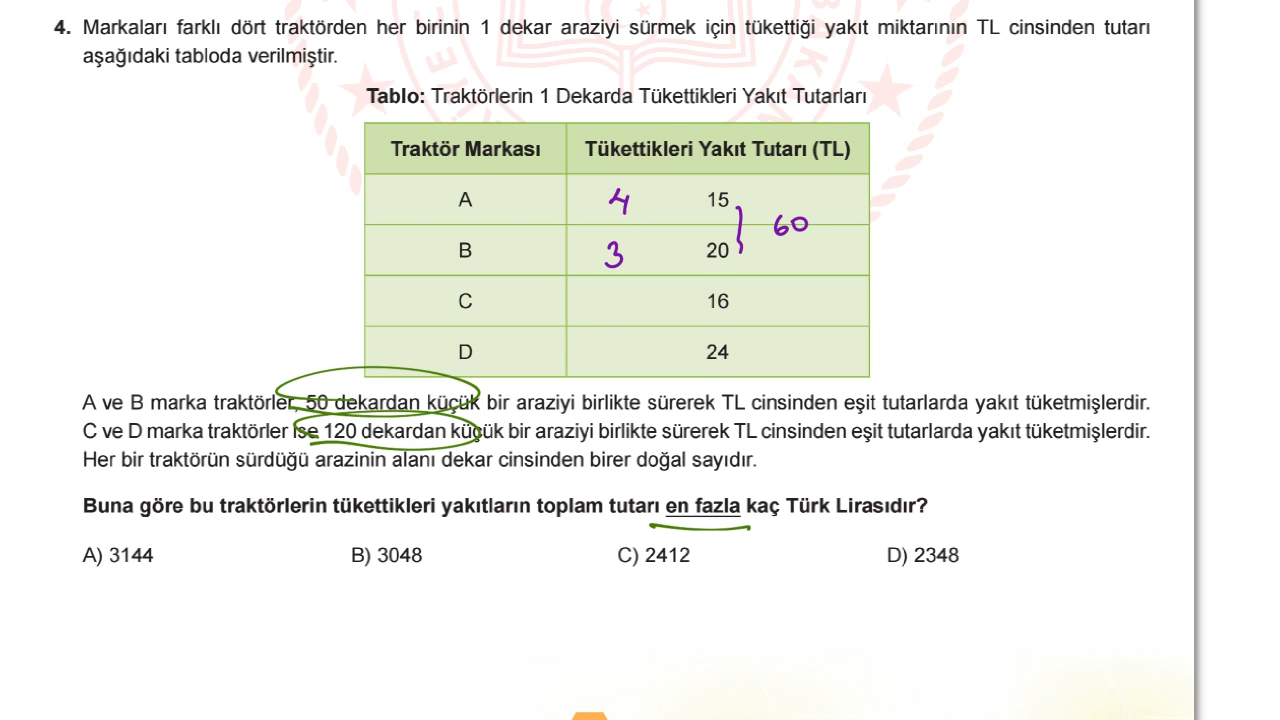 4. Markaları farklı dört traktörden her birinin 1 dekar araziyi sürmek için tükettiği yakıt miktarının TL cinsinden tutarı
aşağıdaki tabloda verilmiştir.
Tablo: Traktörlerin 1 Dekarda Tükettikleri Yakıt Tutarları
Traktör Markası Tükettikleri Yakıt Tutarı (TL)
A 4 15
60
B 3 20
C 16
D 24
A ve B marka traktörler, 50 dekardan küçük bir araziyi birlikte sürerek TL cinsinden eşit tutarlarda yakıt tüketmişlerdir.
C ve D marka traktörler ise 120 dekardan küçük bir araziyi birlikte sürerek TL cinsinden eşit tutarlarda yakıt tüketmişlerdir.
Her bir traktörün sürdüğü arazinin alanı dekar cinsinden birer doğal sayıdır.
Buna göre bu traktörlerin tükettikleri yakıtların toplam tutarı en fazla kaç Türk Lirasıdır?
A) 3144 B) 3048 C) 2412 D) 2348